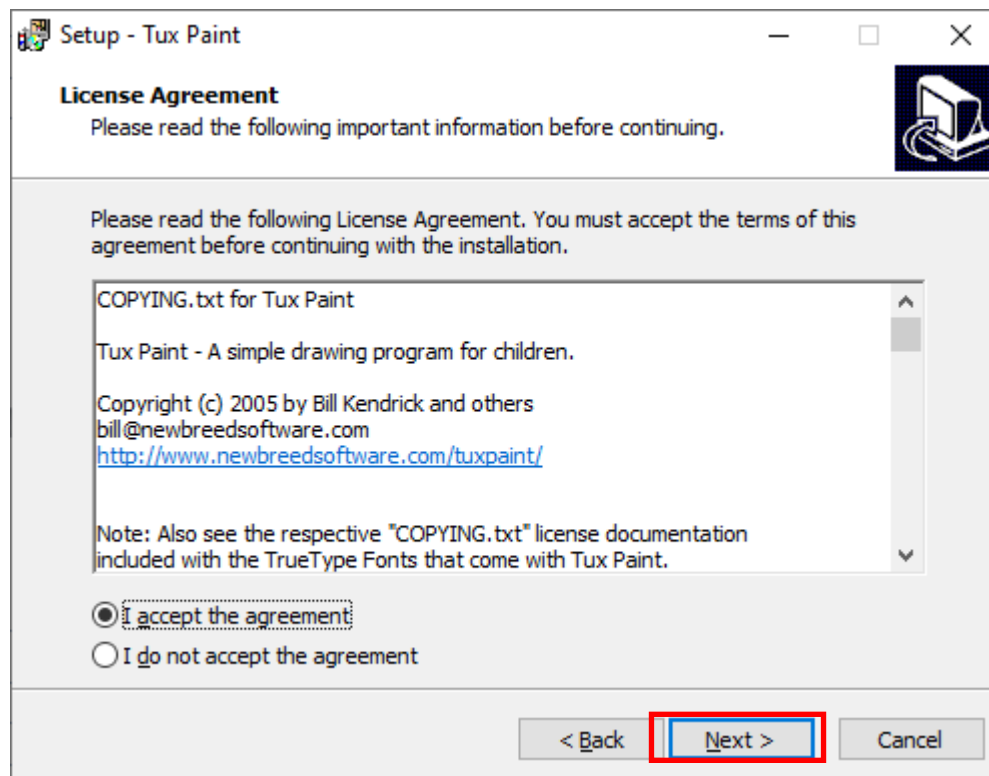 Setup - Tux Paint
License Agreement
Please read the following important information before continuing.
Please read the following License Agreement. You must accept the terms of this
agreement before continuing with the installation.
COPYING.txt for Tux Paint
Tux Paint - A simple drawing program for children.
Copyright (c) 2005 by Bill Kendrick and others
bill@newbreedsoftware.com
http://www.newbreedsoftware.com/tuxpaint/
Note: Also see the respective "COPYING.txt" license documentation
included with the TrueType Fonts that come with Tux Paint.
I accept the agreement
I do not accept the agreement
< Back Next > Cancel